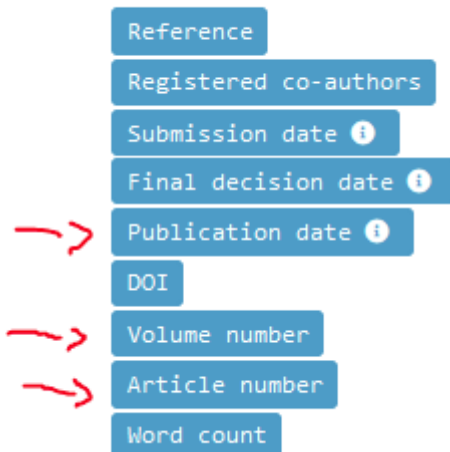 Reference
Registered co-authors
Submission date
Final decision date
Publication date
DOI
Volume number
Article number
Word count